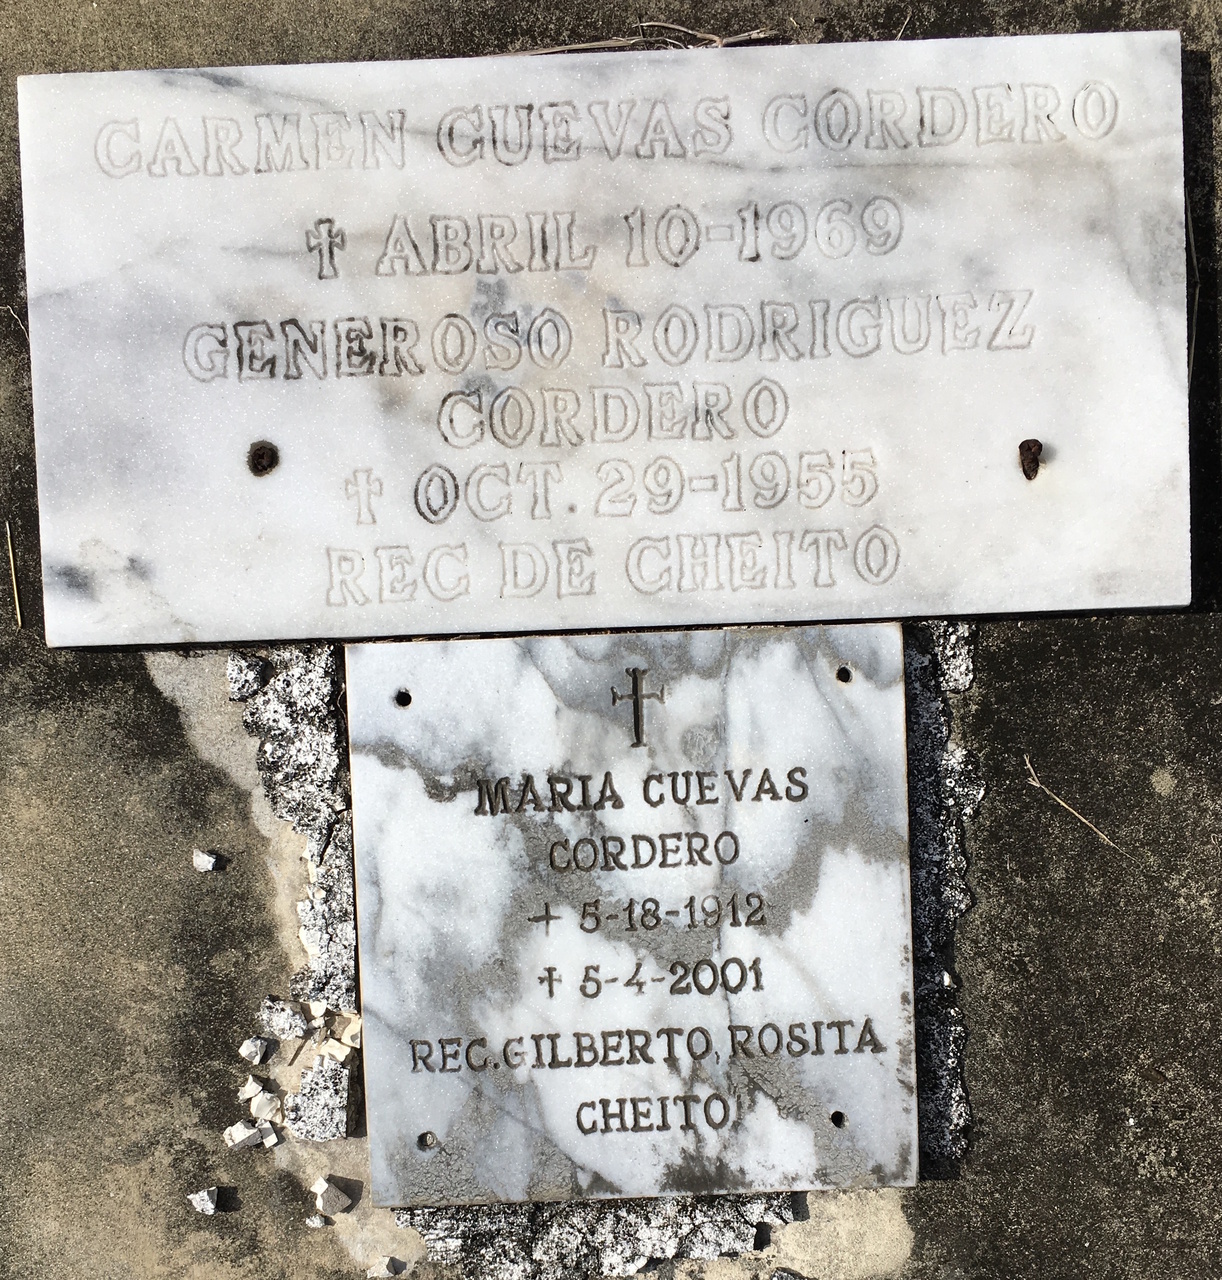 CARMEN CUEVAS CORDERO
† ABRIL 10-1969
GENEROSO RODRIGUEZ
CORDERO
† OCT. 29-1955
REC DE CHEITO
†
MARIA CUEVAS
CORDERO
+ 5-18-1912
† 5-4-2001
REC.GILBERTO, ROSITA
CHEITO